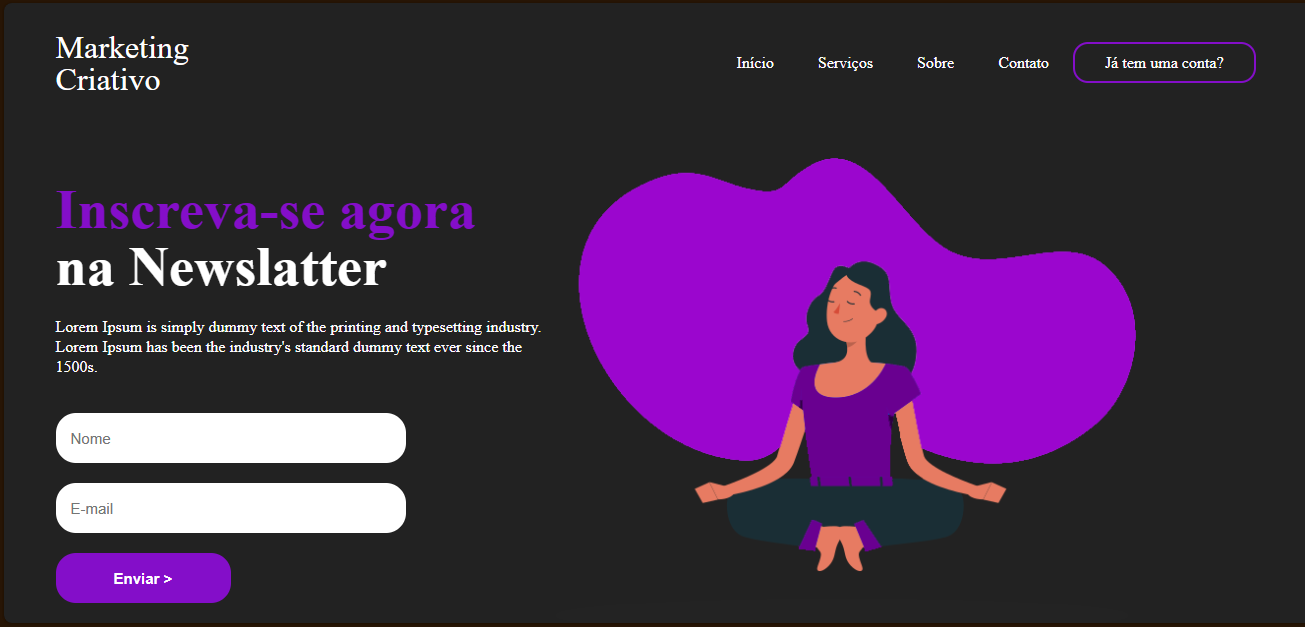 Marketing
Criativo
Início
Serviços
Sobre
Contato
Já tem uma conta?
Inscreva-se agora
na Newslatter
Lorem Ipsum is simply dummy text of the printing and typesetting industry.
Lorem Ipsum has been the industry's standard dummy text ever since the
1500s.
Nome
E-mail
Enviar >